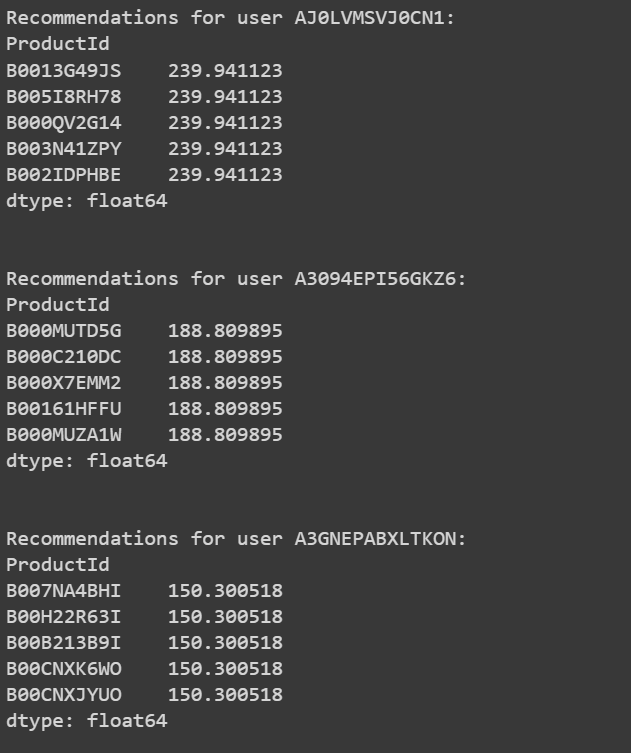 Recommendations for user AJ0LVMSVJ0CN1:
ProductId
B0013G49JS    239.941123
B005I8RH78    239.941123
B000QV2G14    239.941123
B003N41ZPY    239.941123
B002IDPHBE    239.941123
dtype: float64
Recommendations for user A3094EPI56GKZ6:
ProductId
B000MUTD5G    188.809895
B000C210DC    188.809895
B000X7EMM2    188.809895
B00161HFFU    188.809895
B000MUZA1W    188.809895
dtype: float64
Recommendations for user A3GNEPABXLTKON:
ProductId
B007NA4BHI    150.300518
B00H22R63I    150.300518
B00B213B9I    150.300518
B00CNXK6WO    150.300518
B00CNXJYUO    150.300518
dtype: float64